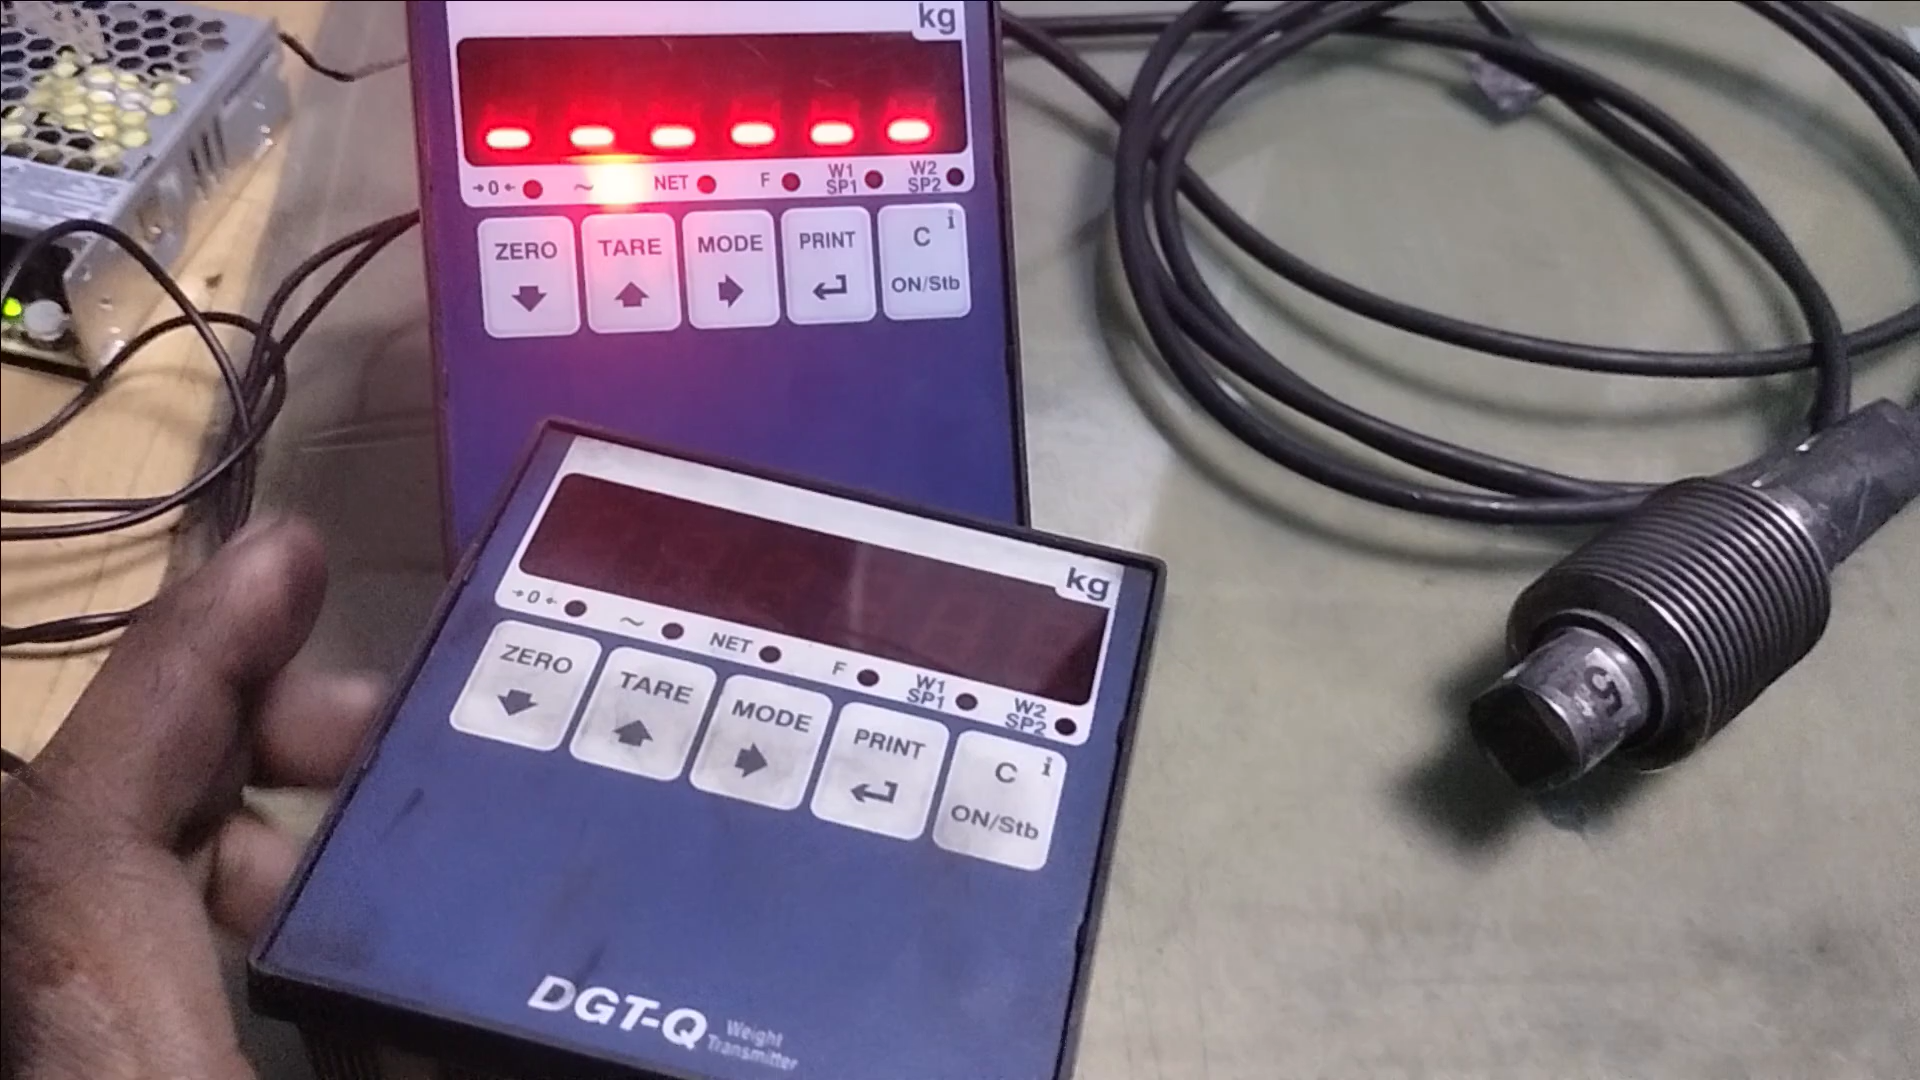 kg
→0← ~ NET F W1 SP1 W2 SP2
ZERO TARE MODE PRINT C i
ON/Stb
kg
→0← ~ NET F W1 SP1 W2 SP2
ZERO TARE MODE PRINT C i
ON/Stb
DGT-Q Weight
Transmitter
5